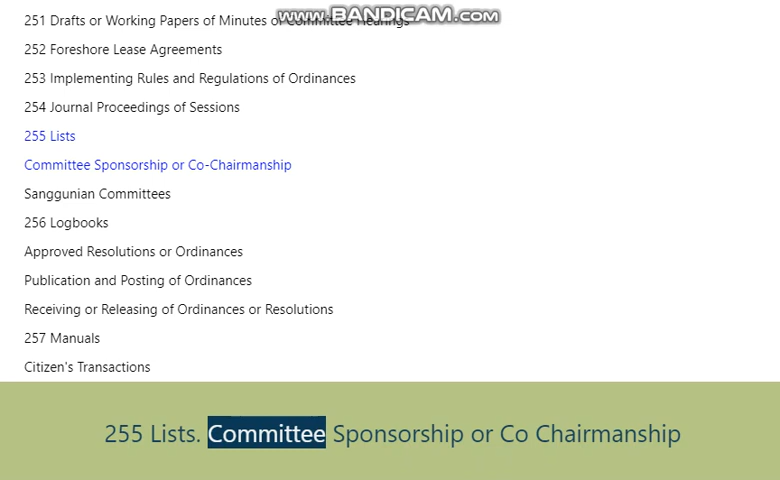 www.BANDICAM.com
251 Drafts or Working Papers of Minutes of Committee Hearings
252 Foreshore Lease Agreements
253 Implementing Rules and Regulations of Ordinances
254 Journal Proceedings of Sessions
255 Lists
Committee Sponsorship or Co-Chairmanship
Sanggunian Committees
256 Logbooks
Approved Resolutions or Ordinances
Publication and Posting of Ordinances
Receiving or Releasing of Ordinances or Resolutions
257 Manuals
Citizen's Transactions
255 Lists. Committee Sponsorship or Co Chairmanship